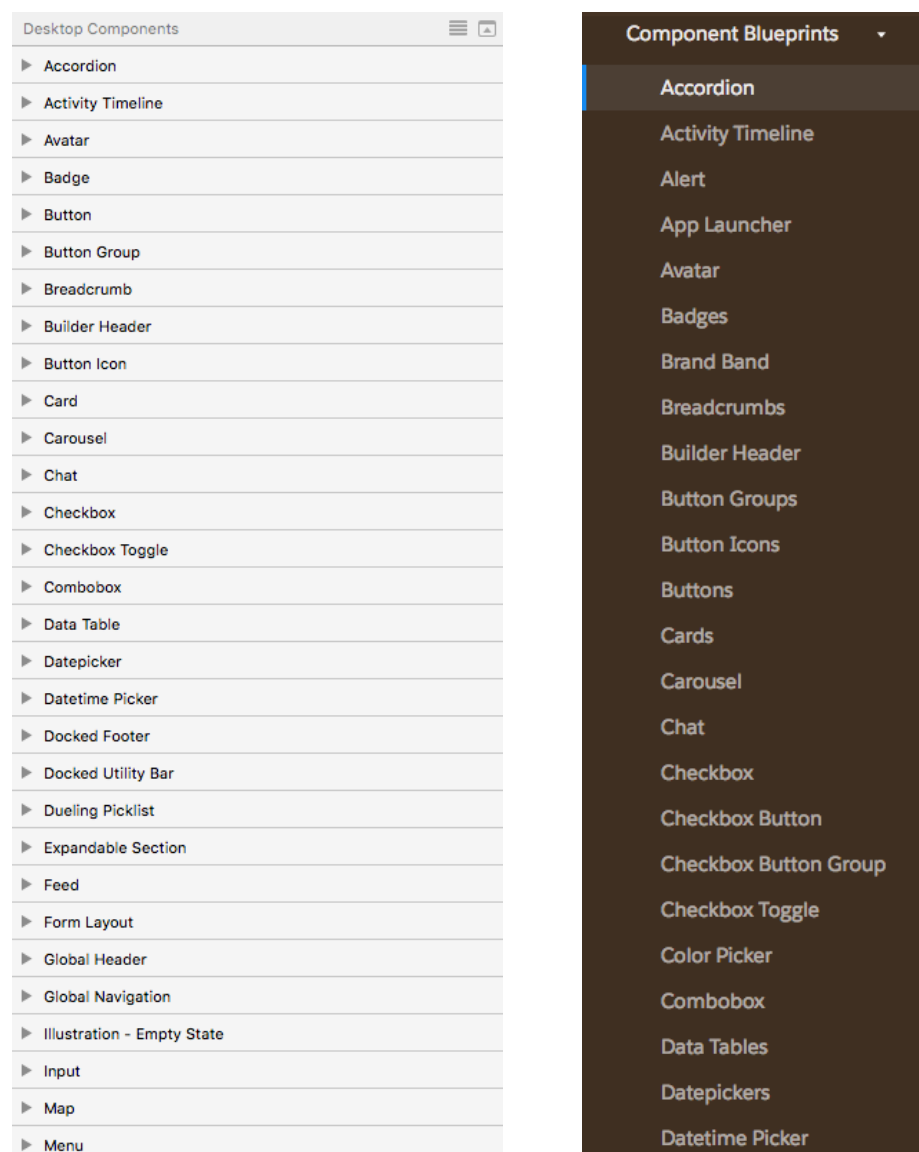 Desktop Components
Accordion
Activity Timeline
Avatar
Badge
Button
Button Group
Breadcrumb
Builder Header
Button Icon
Card
Carousel
Chat
Checkbox
Checkbox Toggle
Combobox
Data Table
Datepicker
Datetime Picker
Docked Footer
Docked Utility Bar
Dueling Picklist
Expandable Section
Feed
Form Layout
Global Header
Global Navigation
Illustration - Empty State
Input
Map
Menu
Component Blueprints
Accordion
Activity Timeline
Alert
App Launcher
Avatar
Badges
Brand Band
Breadcrumbs
Builder Header
Button Groups
Button Icons
Buttons
Cards
Carousel
Chat
Checkbox
Checkbox Button
Checkbox Button Group
Checkbox Toggle
Color Picker
Combobox
Data Tables
Datepickers
Datetime Picker